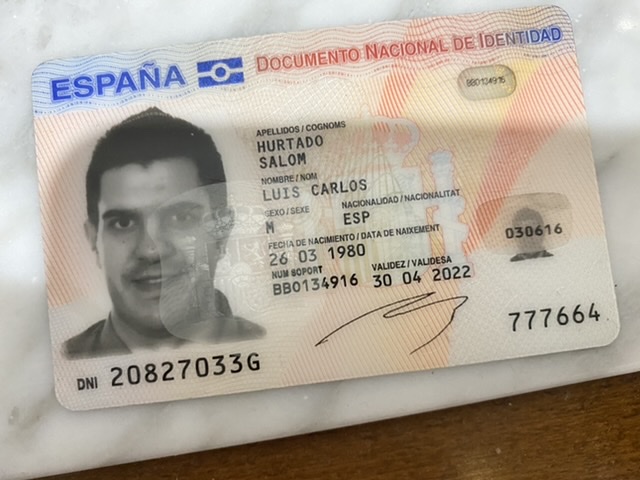 ESPAÑA DOCUMENTO NACIONAL DE IDENTIDAD
BB0134916
APELLIDOS / COGNOMS
HURTADO
SALOM
NOMBRE / NOM
LUIS CARLOS
SEXO / SEXE NACIONALIDAD / NACIONALITAT
M ESP
FECHA DE NACIMIENTO / DATA DE NAIXEMENT
26 03 1980
NUM SOPORT VALIDEZ / VALIDESA
BB0134916 30 04 2022
030616
777664
DNI 20827033G